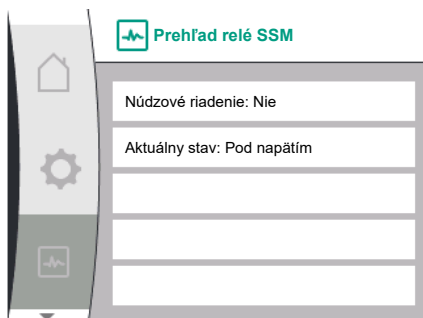 Prehľad relé SSM
Núdzové riadenie: Nie
Aktuálny stav: Pod napätím